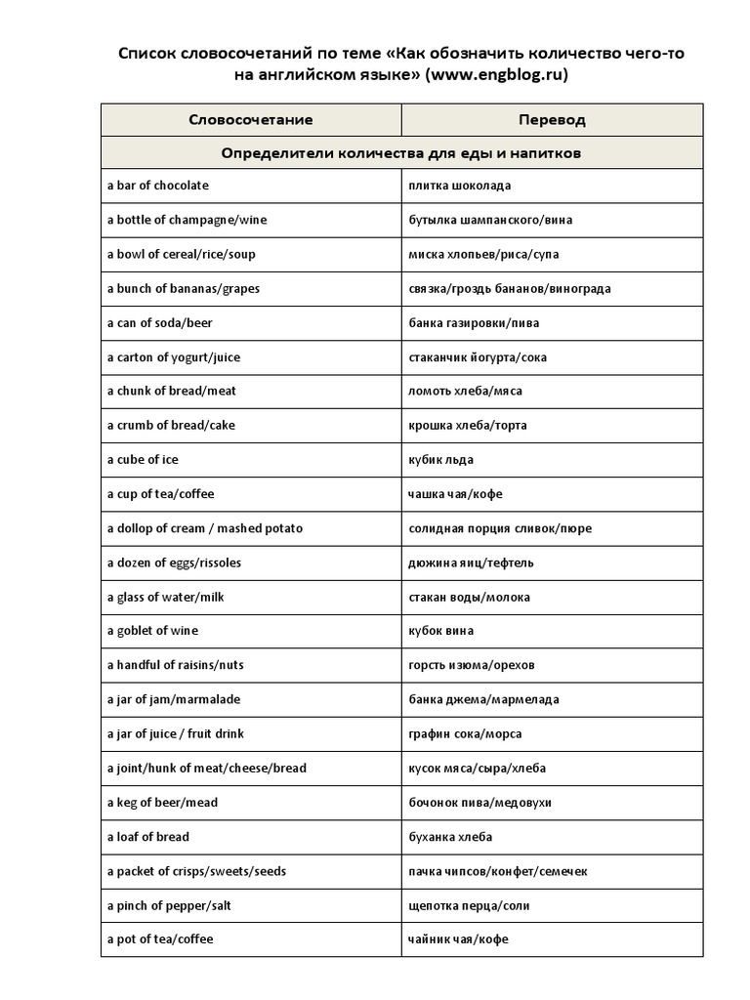 Список словосочетаний по теме «Как обозначить количество чего-то
на английском языке» (www.engblog.ru)
Словосочетание Перевод
Определители количества для еды и напитков
a bar of chocolate плитка шоколада
a bottle of champagne/wine бутылка шампанского/вина
a bowl of cereal/rice/soup миска хлопьев/риса/супа
a bunch of bananas/grapes связка/гроздь бананов/винограда
a can of soda/beer банка газировки/пива
a carton of yogurt/juice стаканчик йогурта/сока
a chunk of bread/meat ломоть хлеба/мяса
a crumb of bread/cake крошка хлеба/торта
a cube of ice кубик льда
a cup of tea/coffee чашка чая/кофе
a dollop of cream / mashed potato солидная порция сливок/пюре
a dozen of eggs/rissoles дюжина яиц/тефтель
a glass of water/milk стакан воды/молока
a goblet of wine кубок вина
a handful of raisins/nuts горсть изюма/орехов
a jar of jam/marmalade банка джема/мармелада
a jar of juice / fruit drink графин сока/морса
a joint/hunk of meat/cheese/bread кусок мяса/сыра/хлеба
a keg of beer/mead бочонок пива/медовухи
a loaf of bread буханка хлеба
a packet of crisps/sweets/seeds пачка чипсов/конфет/семечек
a pinch of pepper/salt щепотка перца/соли
a pot of tea/coffee чайник чая/кофе